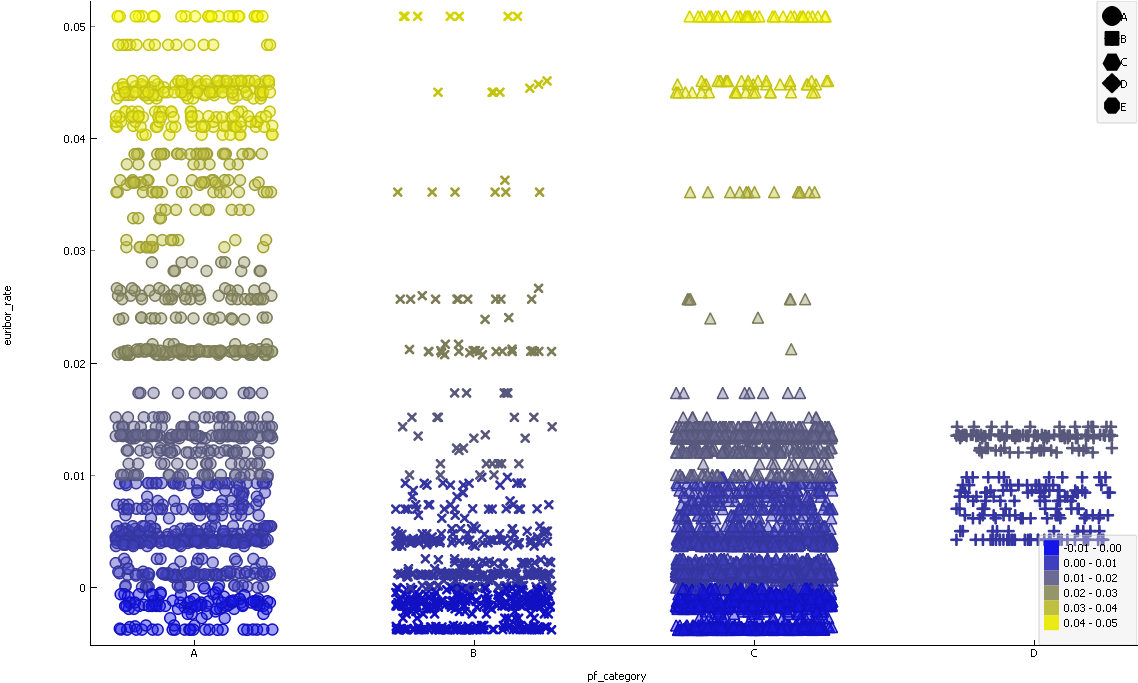 0.05
0.04
0.03
0.02
0.01
0
euribor_rate
A
B
C
D
pf_category
A
B
C
D
E
-0.01 - 0.00
0.00 - 0.01
0.01 - 0.02
0.02 - 0.03
0.03 - 0.04
0.04 - 0.05